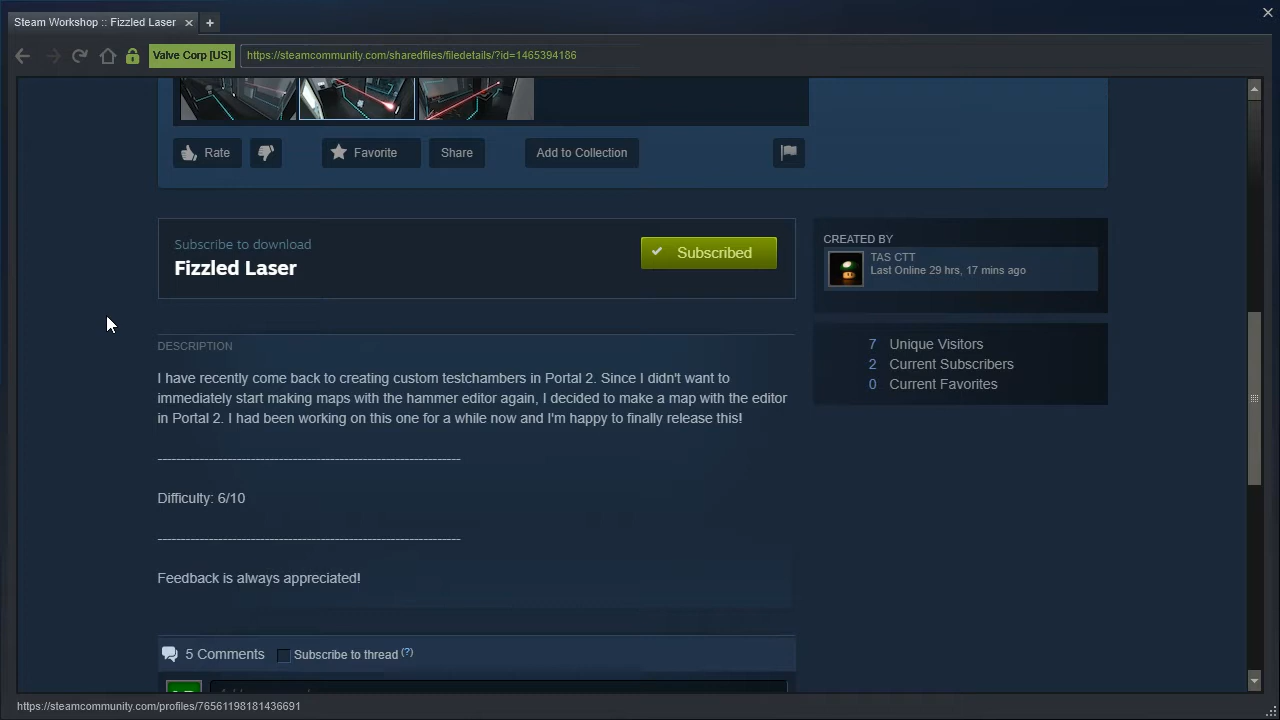 Steam Workshop :: Fizzled Laser
Valve Corp [US]
https://steamcommunity.com/sharedfiles/filedetails/?id=1465394186
Rate
Favorite
Share
Add to Collection
Subscribe to download
Fizzled Laser
Subscribed
CREATED BY
TAS CTT
Last Online 29 hrs, 17 mins ago
7 Unique Visitors
2 Current Subscribers
0 Current Favorites
DESCRIPTION
I have recently come back to creating custom testchambers in Portal 2. Since I didn't want to
immediately start making maps with the hammer editor again, I decided to make a map with the editor
in Portal 2. I had been working on this one for a while now and I'm happy to finally release this!
----------------------------------------------------------------
Difficulty: 6/10
----------------------------------------------------------------
Feedback is always appreciated!
5 Comments
Subscribe to thread (?)
https://steamcommunity.com/profiles/76561198181436691